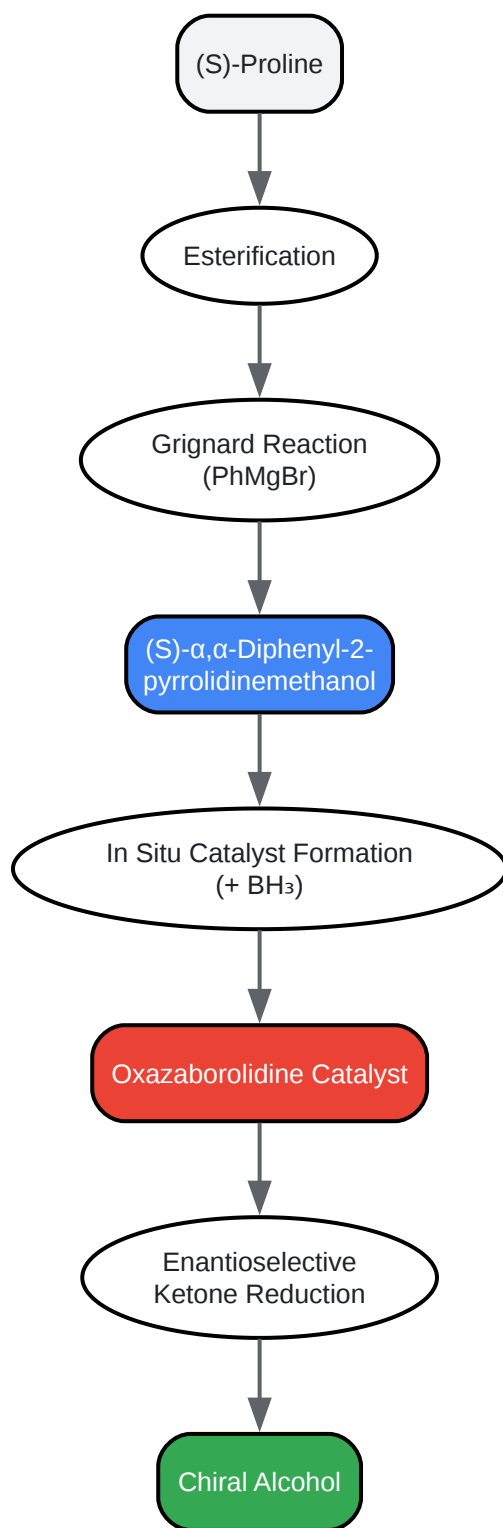 (S)-Proline
Esterification
Grignard Reaction
(PhMgBr)
(S)-α,α-Diphenyl-2-
pyrrolidinemethanol
In Situ Catalyst Formation
(+ BH₃)
Oxazaborolidine Catalyst
Enantioselective
Ketone Reduction
Chiral Alcohol